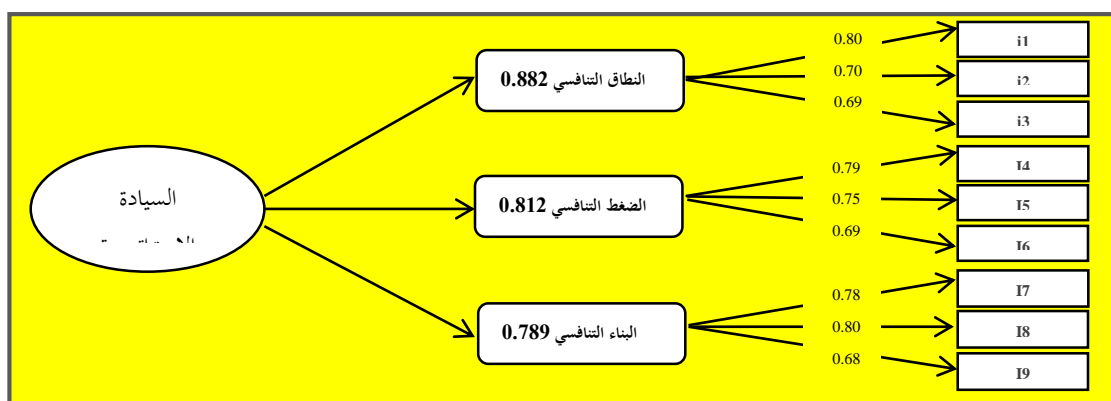 السيادة
النطاق التنافسي 0.882
0.80
i1
0.70
i2
0.69
i3
الضغط التنافسي 0.812
0.79
I4
0.75
I5
0.69
I6
البناء التنافسي 0.789
0.78
I7
0.80
I8
0.68
I9